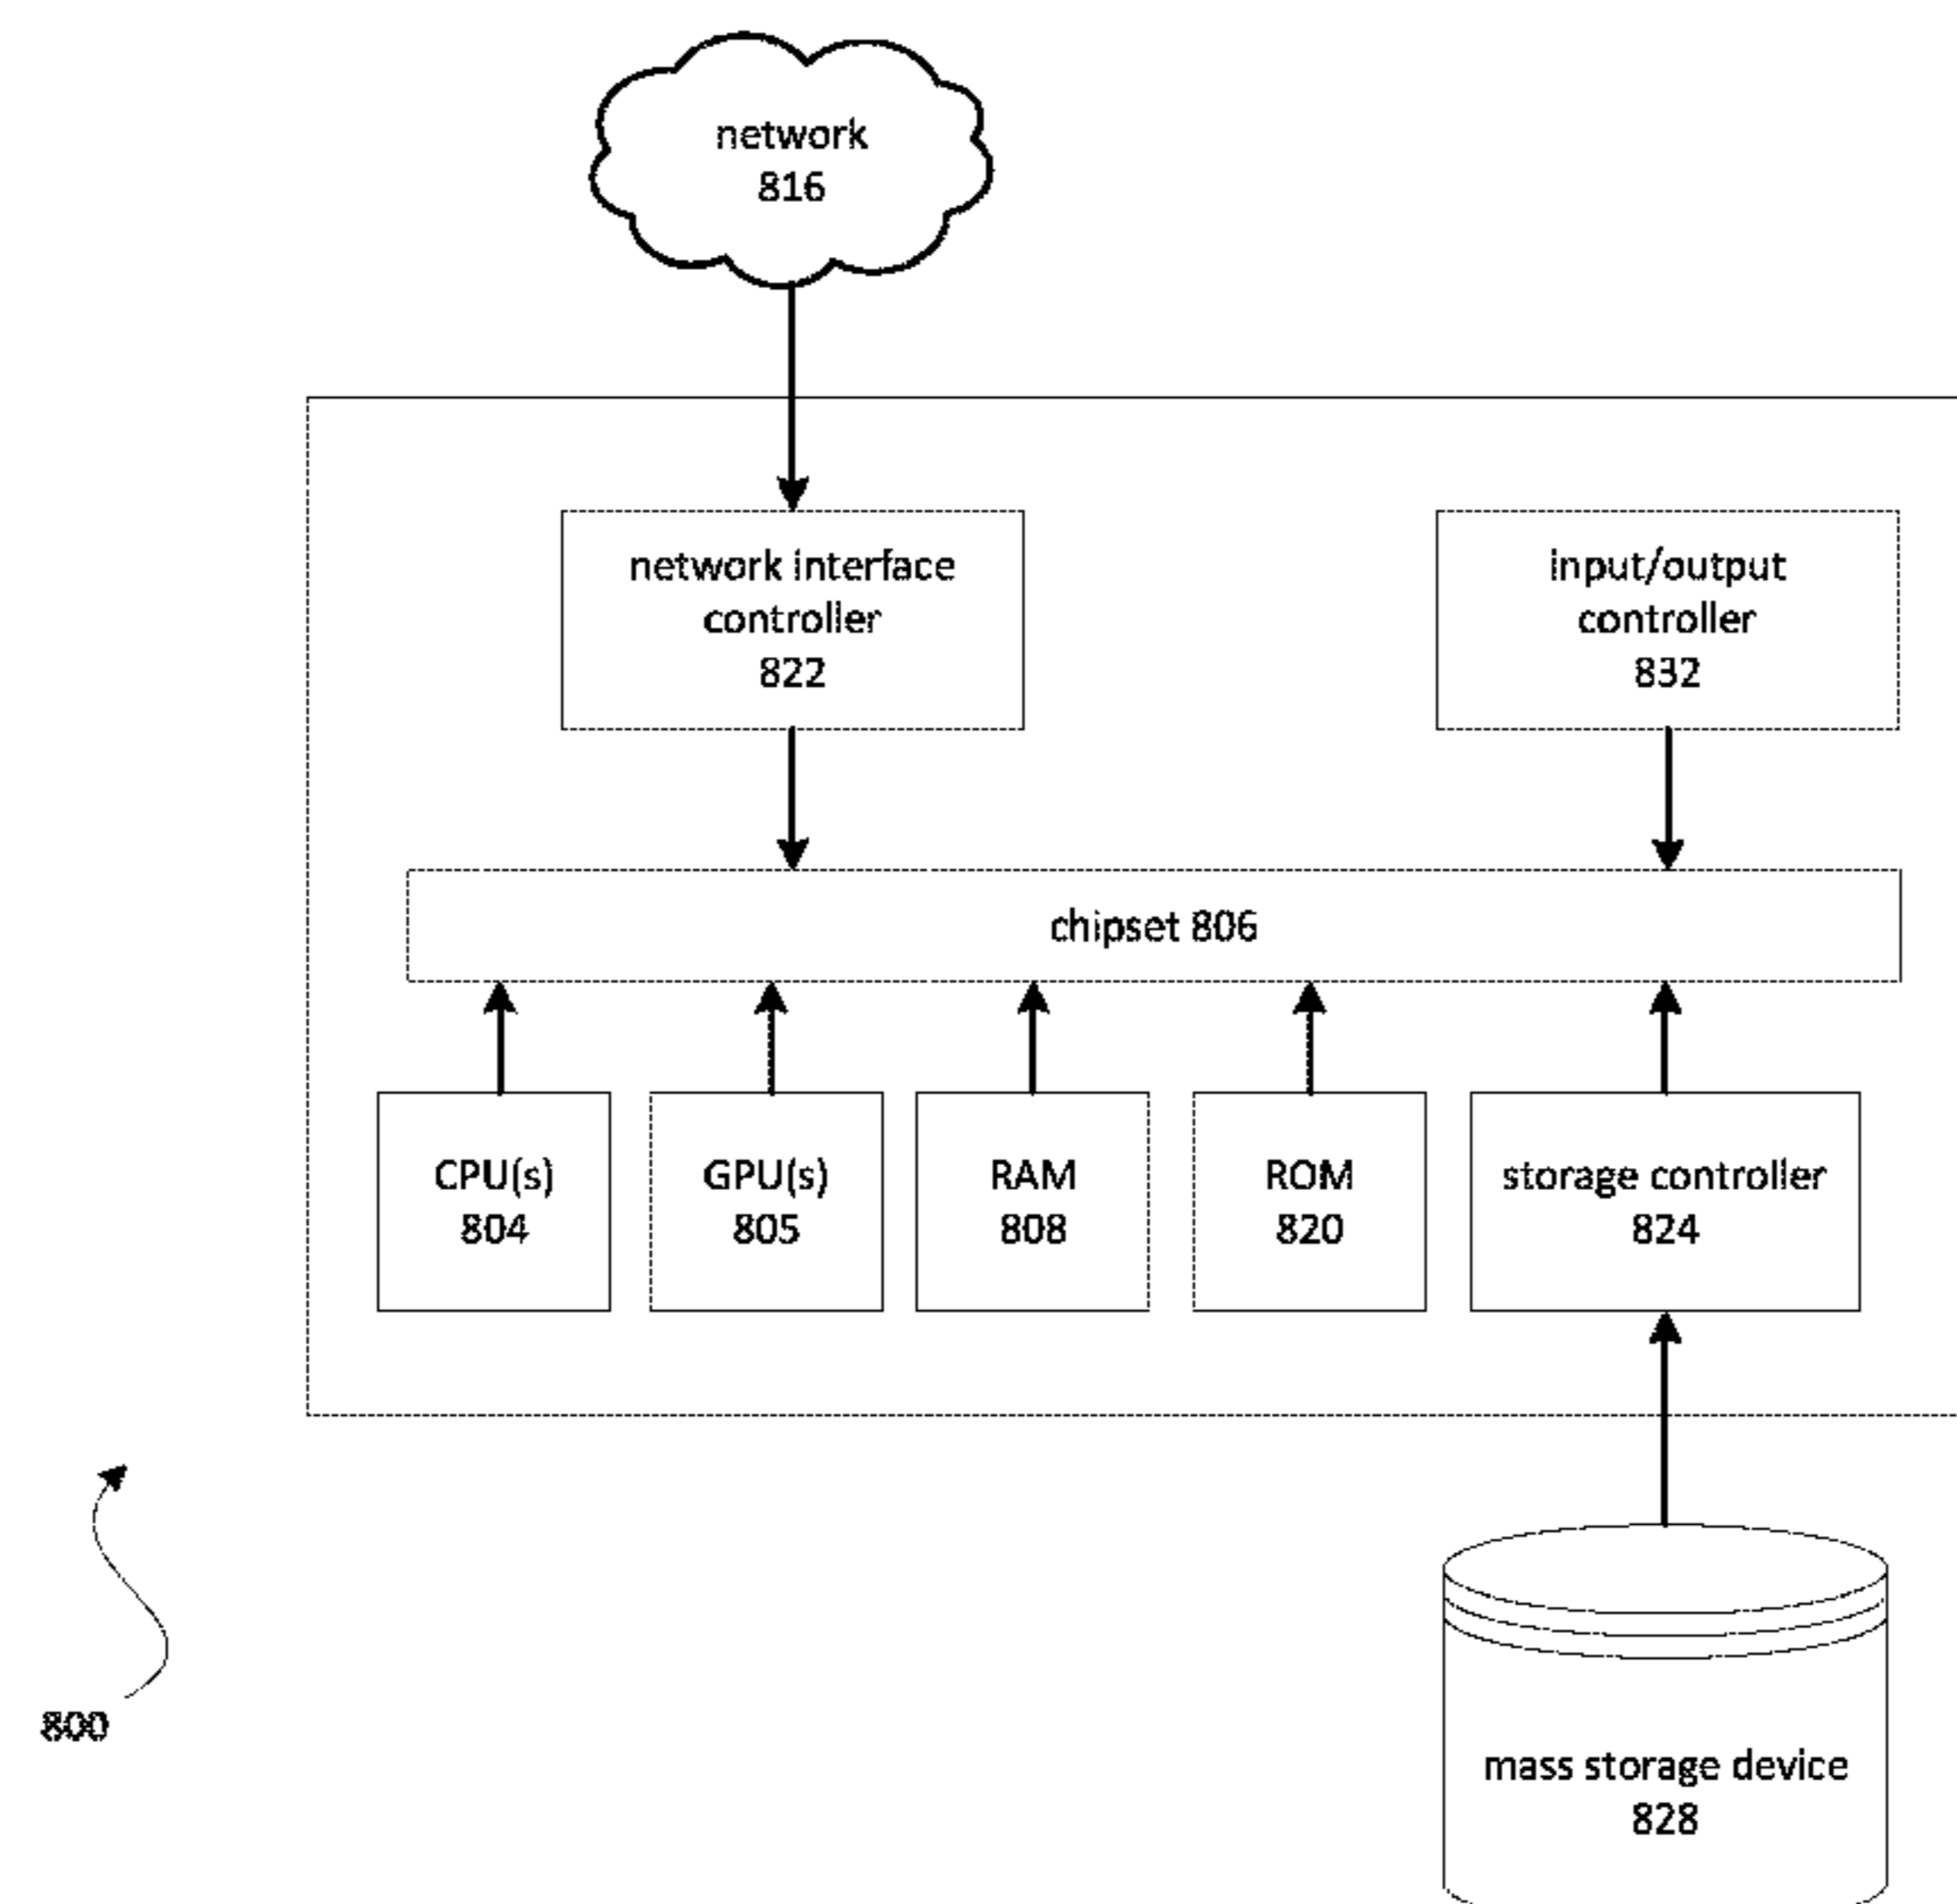 network
816
network interface
controller
822
input/output
controller
832
chipset 806
CPU(s)
804
GPU(s)
805
RAM
808
ROM
820
storage controller
824
800
mass storage device
828